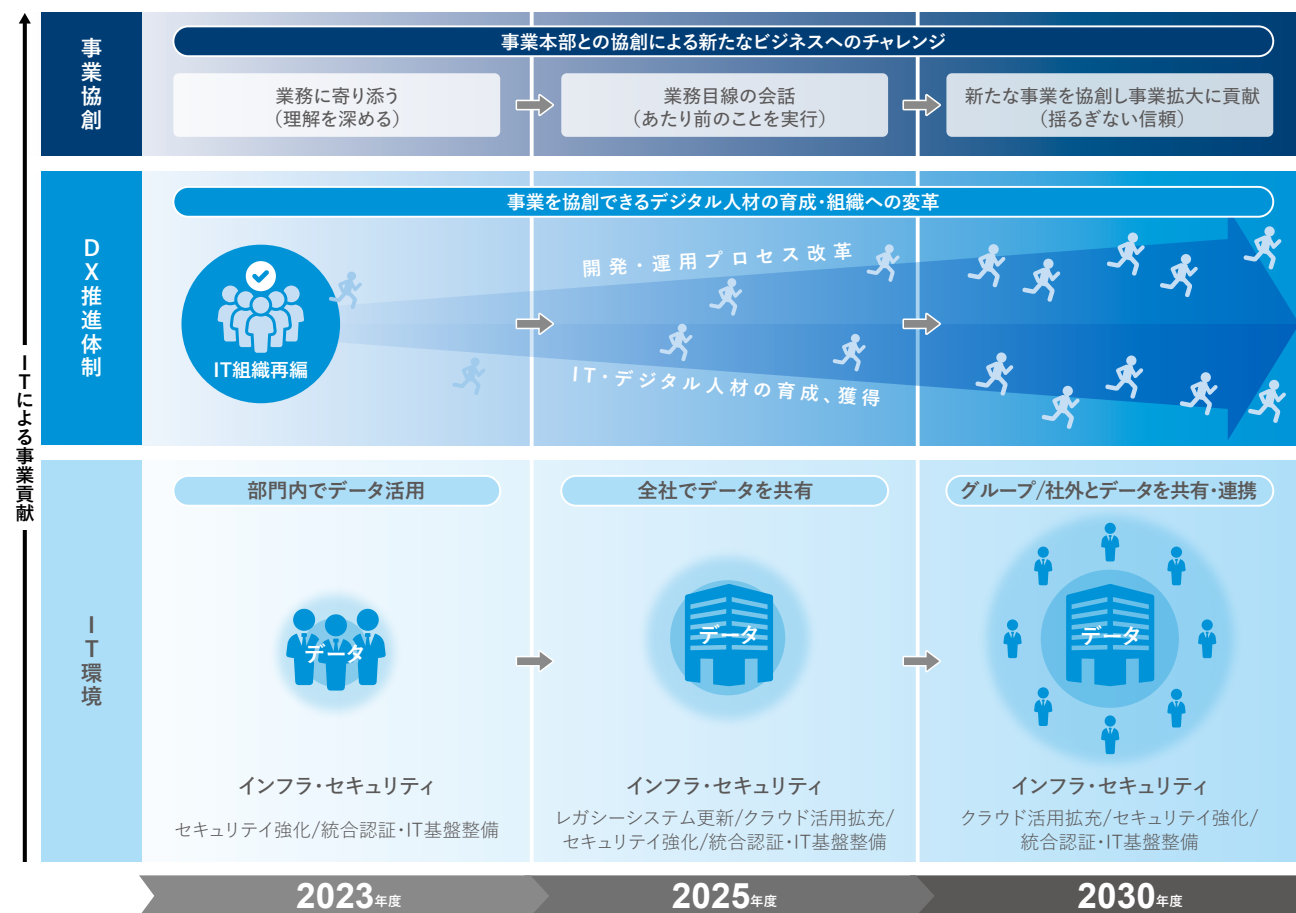 ITによる事業貢献
事業協創
事業本部との協創による新たなビジネスへのチャレンジ
業務に寄り添う
（理解を深める）
業務目線の会話
（あたり前のことを実行）
新たな事業を協創し事業拡大に貢献
（揺るぎない信頼）
DX推進体制
事業を協創できるデジタル人材の育成・組織への変革
IT組織再編
開発・運用プロセス改革
IT・デジタル人材の育成、獲得
IT環境
部門内でデータ活用
全社でデータを共有
グループ/社外とデータを共有・連携
データ
データ
データ
インフラ・セキュリティ
セキュリテイ強化/統合認証・IT基盤整備
インフラ・セキュリティ
レガシーシステム更新/クラウド活用拡充/
セキュリテイ強化/統合認証・IT基盤整備
インフラ・セキュリティ
クラウド活用拡充/セキュリテイ強化/
統合認証・IT基盤整備
2023年度
2025年度
2030年度